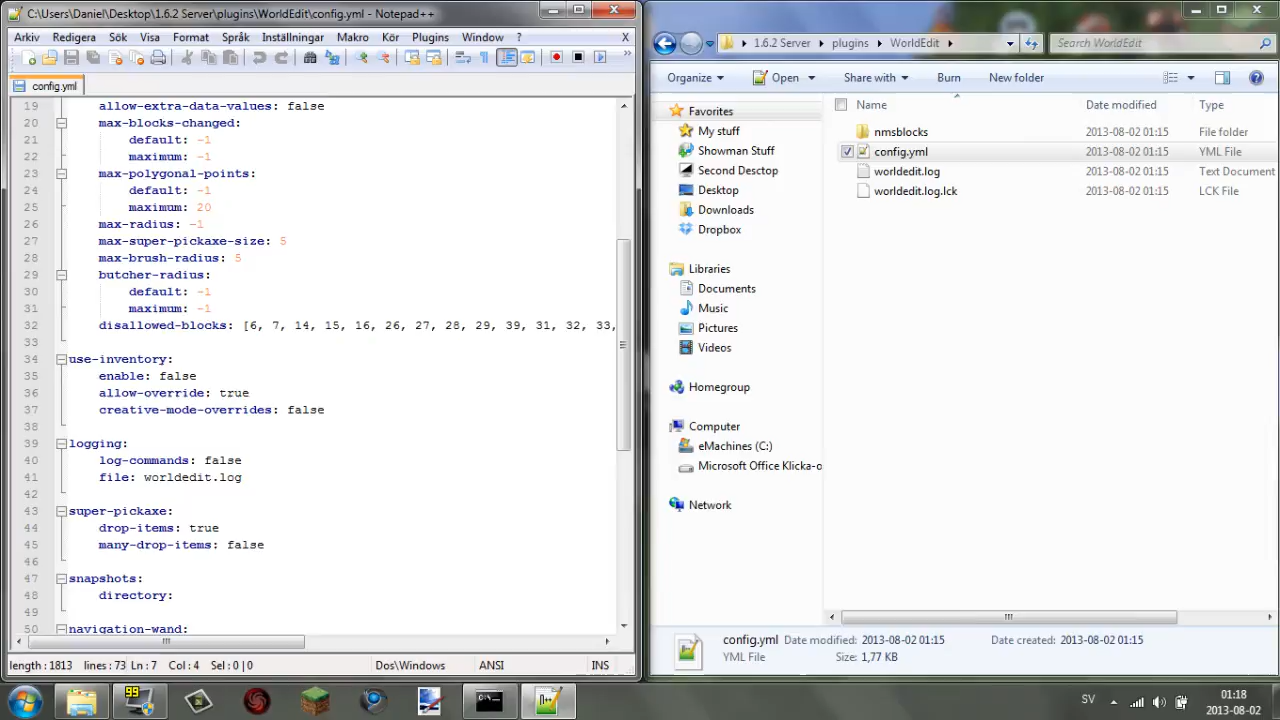 C:\Users\Daniel\Desktop\1.6.2 Server\plugins\WorldEdit\config.yml - Notepad++
Arkiv Redigera Sök Visa Format Språk Inställningar Makro Kör Plugins Window ? X
config.yml
19 allow-extra-data-values: false
20 max-blocks-changed:
21 default: -1
22 maximum: -1
23 max-polygonal-points:
24 default: -1
25 maximum: 20
26 max-radius: -1
27 max-super-pickaxe-size: 5
28 max-brush-radius: 5
29 butcher-radius:
30 default: -1
31 maximum: -1
32 disallowed-blocks: [6, 7, 14, 15, 16, 26, 27, 28, 29, 39, 31, 32, 33,
33
34 use-inventory:
35 enable: false
36 allow-override: true
37 creative-mode-overrides: false
38
39 logging:
40 log-commands: false
41 file: worldedit.log
42
43 super-pickaxe:
44 drop-items: true
45 many-drop-items: false
46
47 snapshots:
48 directory:
49
50 navigation-wand:
length : 1813 lines : 73 Ln : 7 Col : 4 Sel : 0 | 0 Dos\Windows ANSI INS
1.6.2 Server plugins WorldEdit Search WorldEdit
Organize Open Share with Burn New folder
Favorites
My stuff
Showman Stuff
Second Desctop
Desktop
Downloads
Dropbox
Libraries
Documents
Music
Pictures
Videos
Homegroup
Computer
eMachines (C:)
Microsoft Office Klicka-o
Network
Name Date modified Type
nmsblocks 2013-08-02 01:15 File folder
config.yml 2013-08-02 01:15 YML File
worldedit.log 2013-08-02 01:15 Text Document
worldedit.log.lck 2013-08-02 01:15 LCK File
config.yml Date modified: 2013-08-02 01:15 Date created: 2013-08-02 01:15
YML File Size: 1,77 KB
99
SV
01:18
2013-08-02